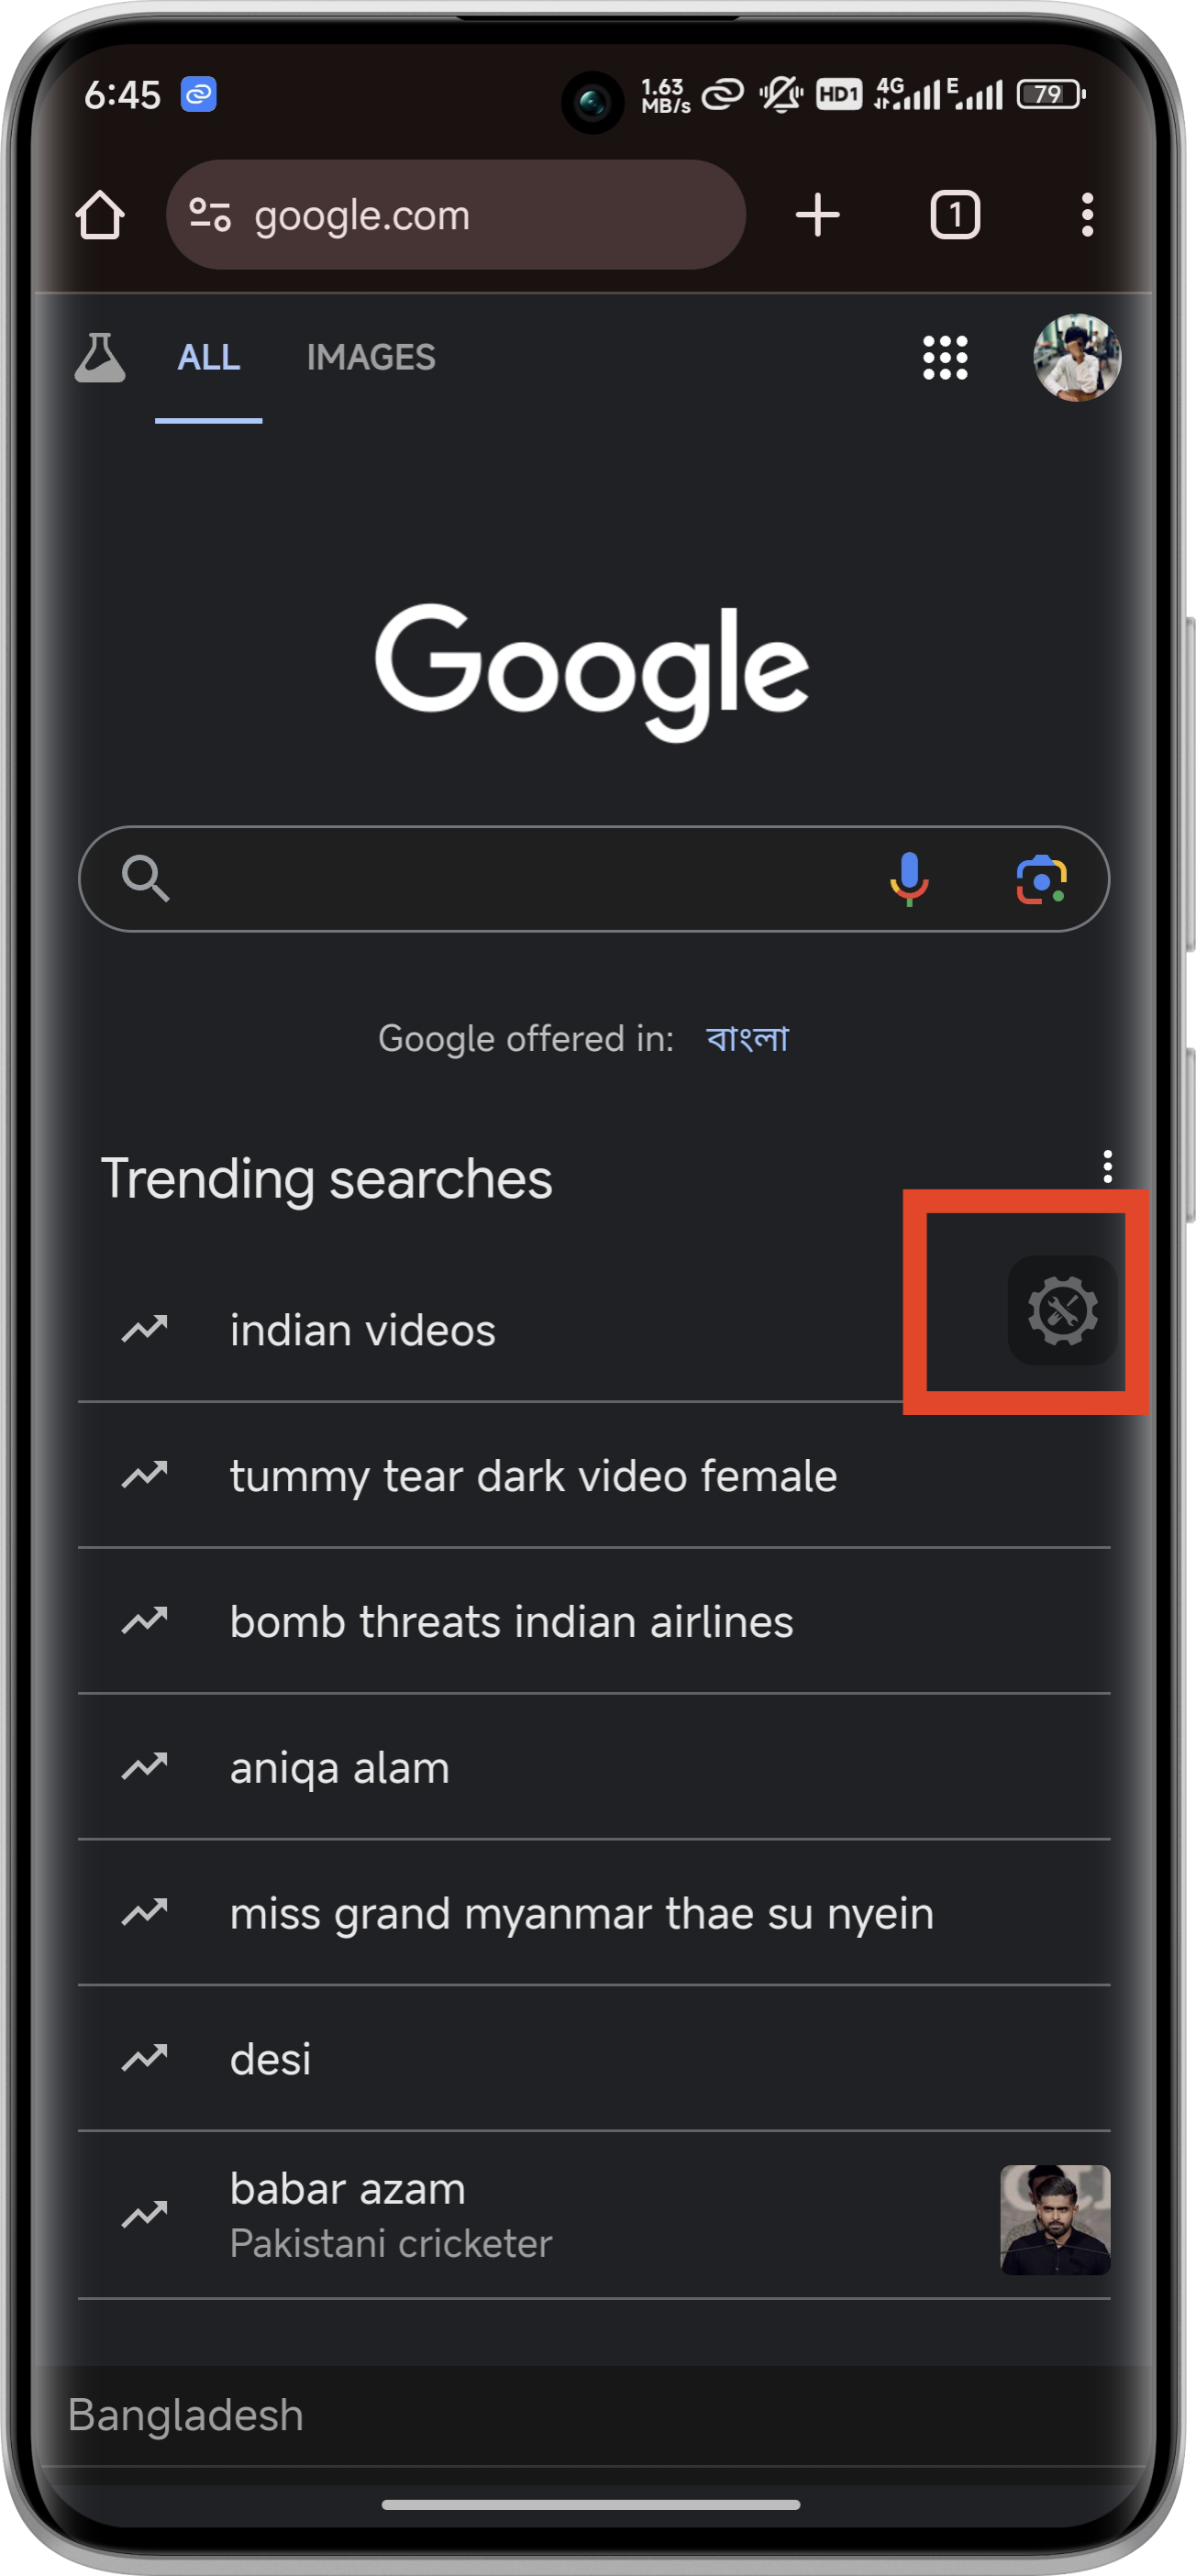 6:45
1.63
MB/s
HD1
4G
E
79
google.com
1
ALL
IMAGES
Google
Google offered in: বাংলা
Trending searches
indian videos
tummy tear dark video female
bomb threats indian airlines
aniqa alam
miss grand myanmar thae su nyein
desi
babar azam
Pakistani cricketer
Bangladesh